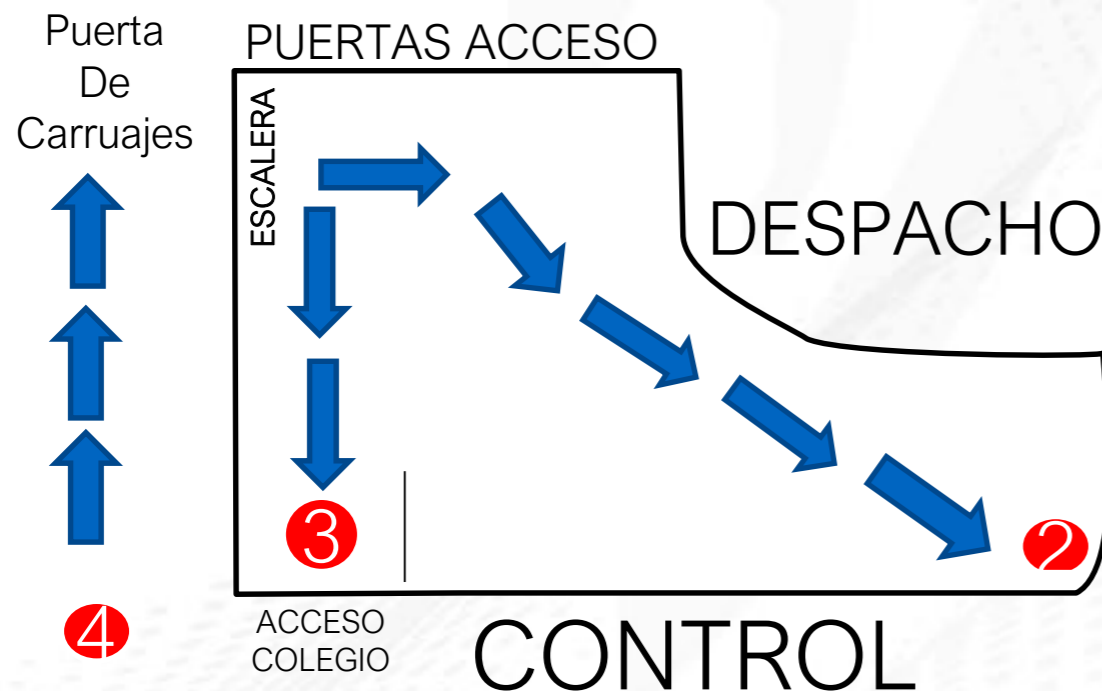 Puerta
De
Carruajes
PUERTAS ACCESO
ESCALERA
DESPACHO
3
2
4
ACCESO
COLEGIO
CONTROL